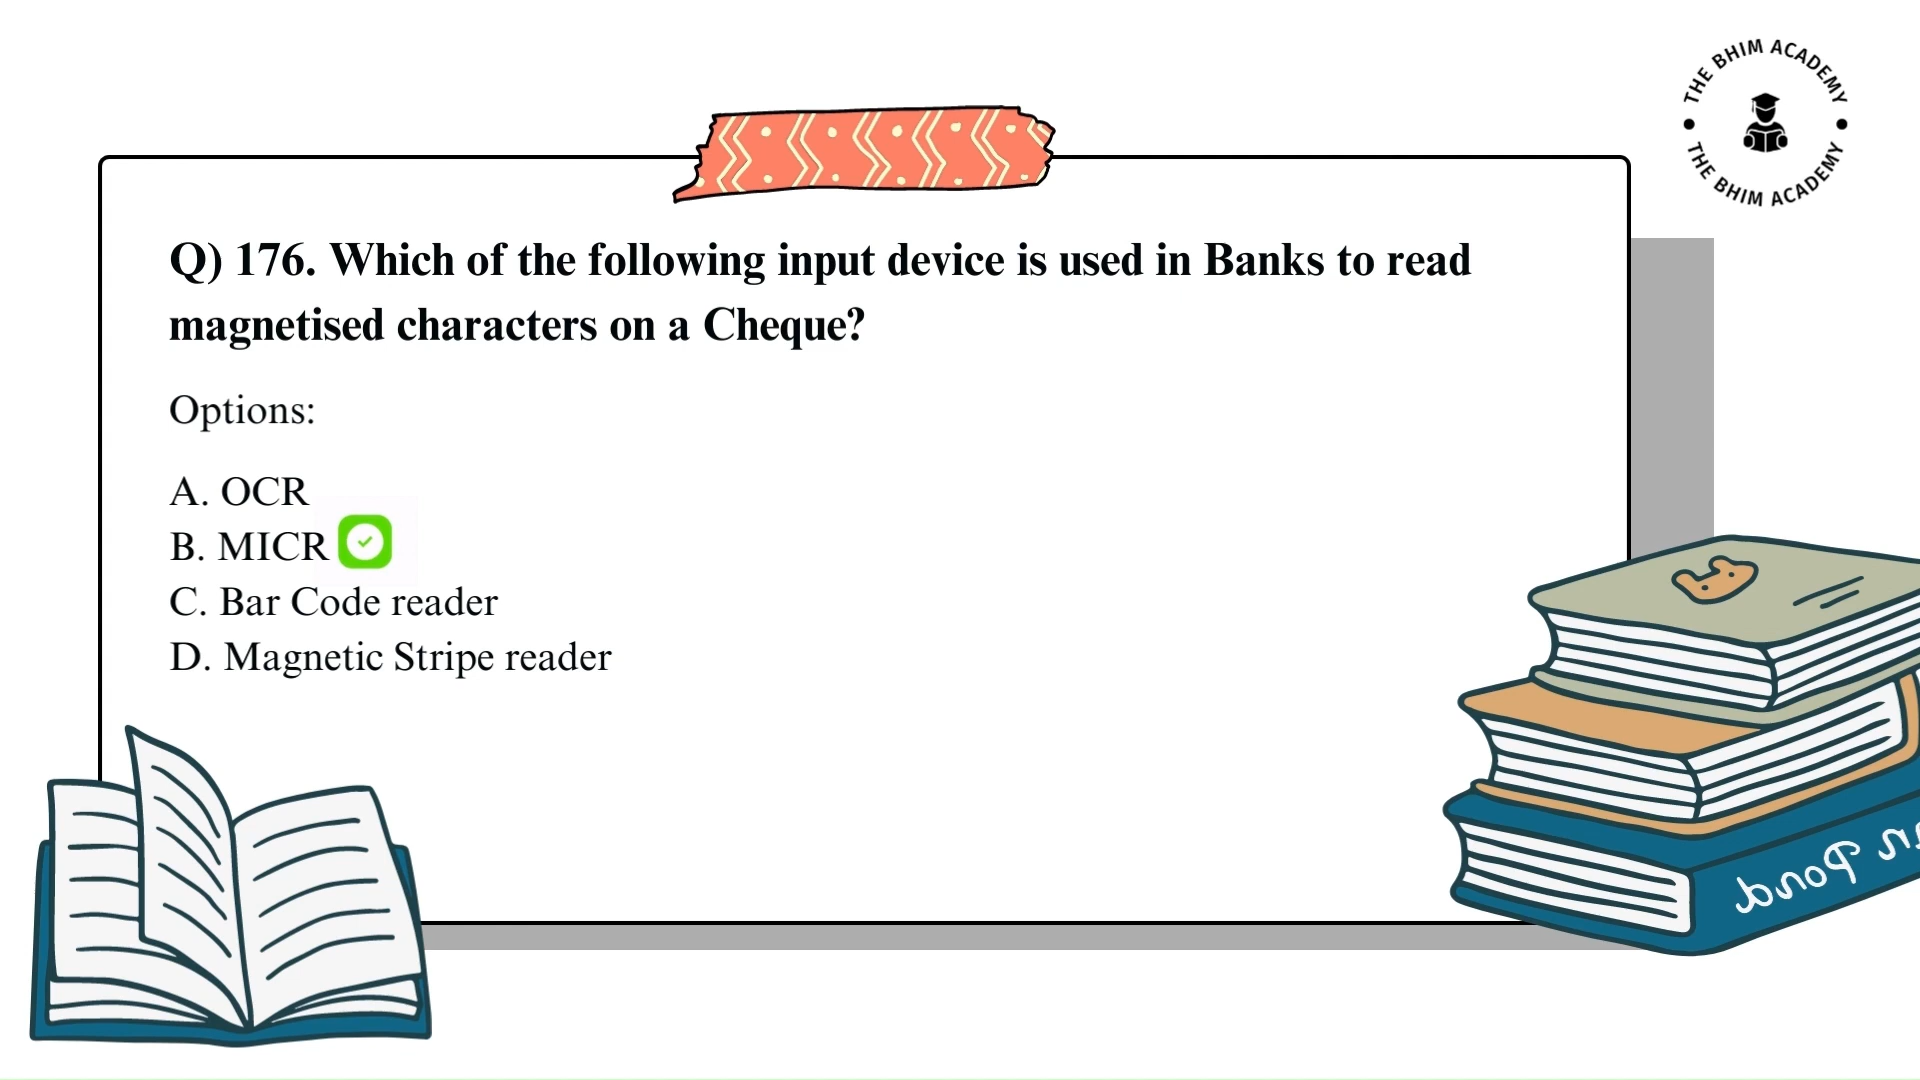 THE BHIM ACADEMY
THE BHIM ACADEMY
Q) 176. Which of the following input device is used in Banks to read
magnetised characters on a Cheque?
Options:
A. OCR
B. MICR
C. Bar Code reader
D. Magnetic Stripe reader
Pond